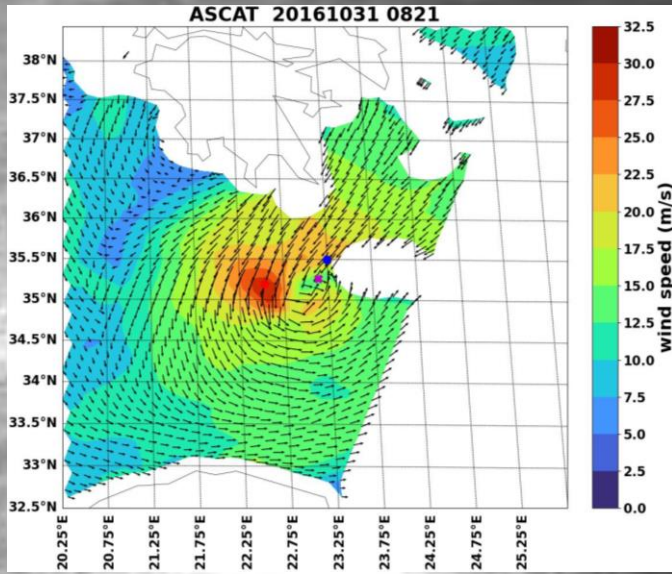 ASCAT 20161031 0821
38°N
37.5°N
37°N
36.5°N
36°N
35.5°N
35°N
34.5°N
34°N
33.5°N
33°N
32.5°N
20.25°E
20.75°E
21.25°E
21.75°E
22.25°E
22.75°E
23.25°E
23.75°E
24.25°E
24.75°E
25.25°E
32.5
30.0
27.5
25.0
22.5
20.0
17.5
15.0
12.5
10.0
7.5
5.0
2.5
0.0
wind speed (m/s)